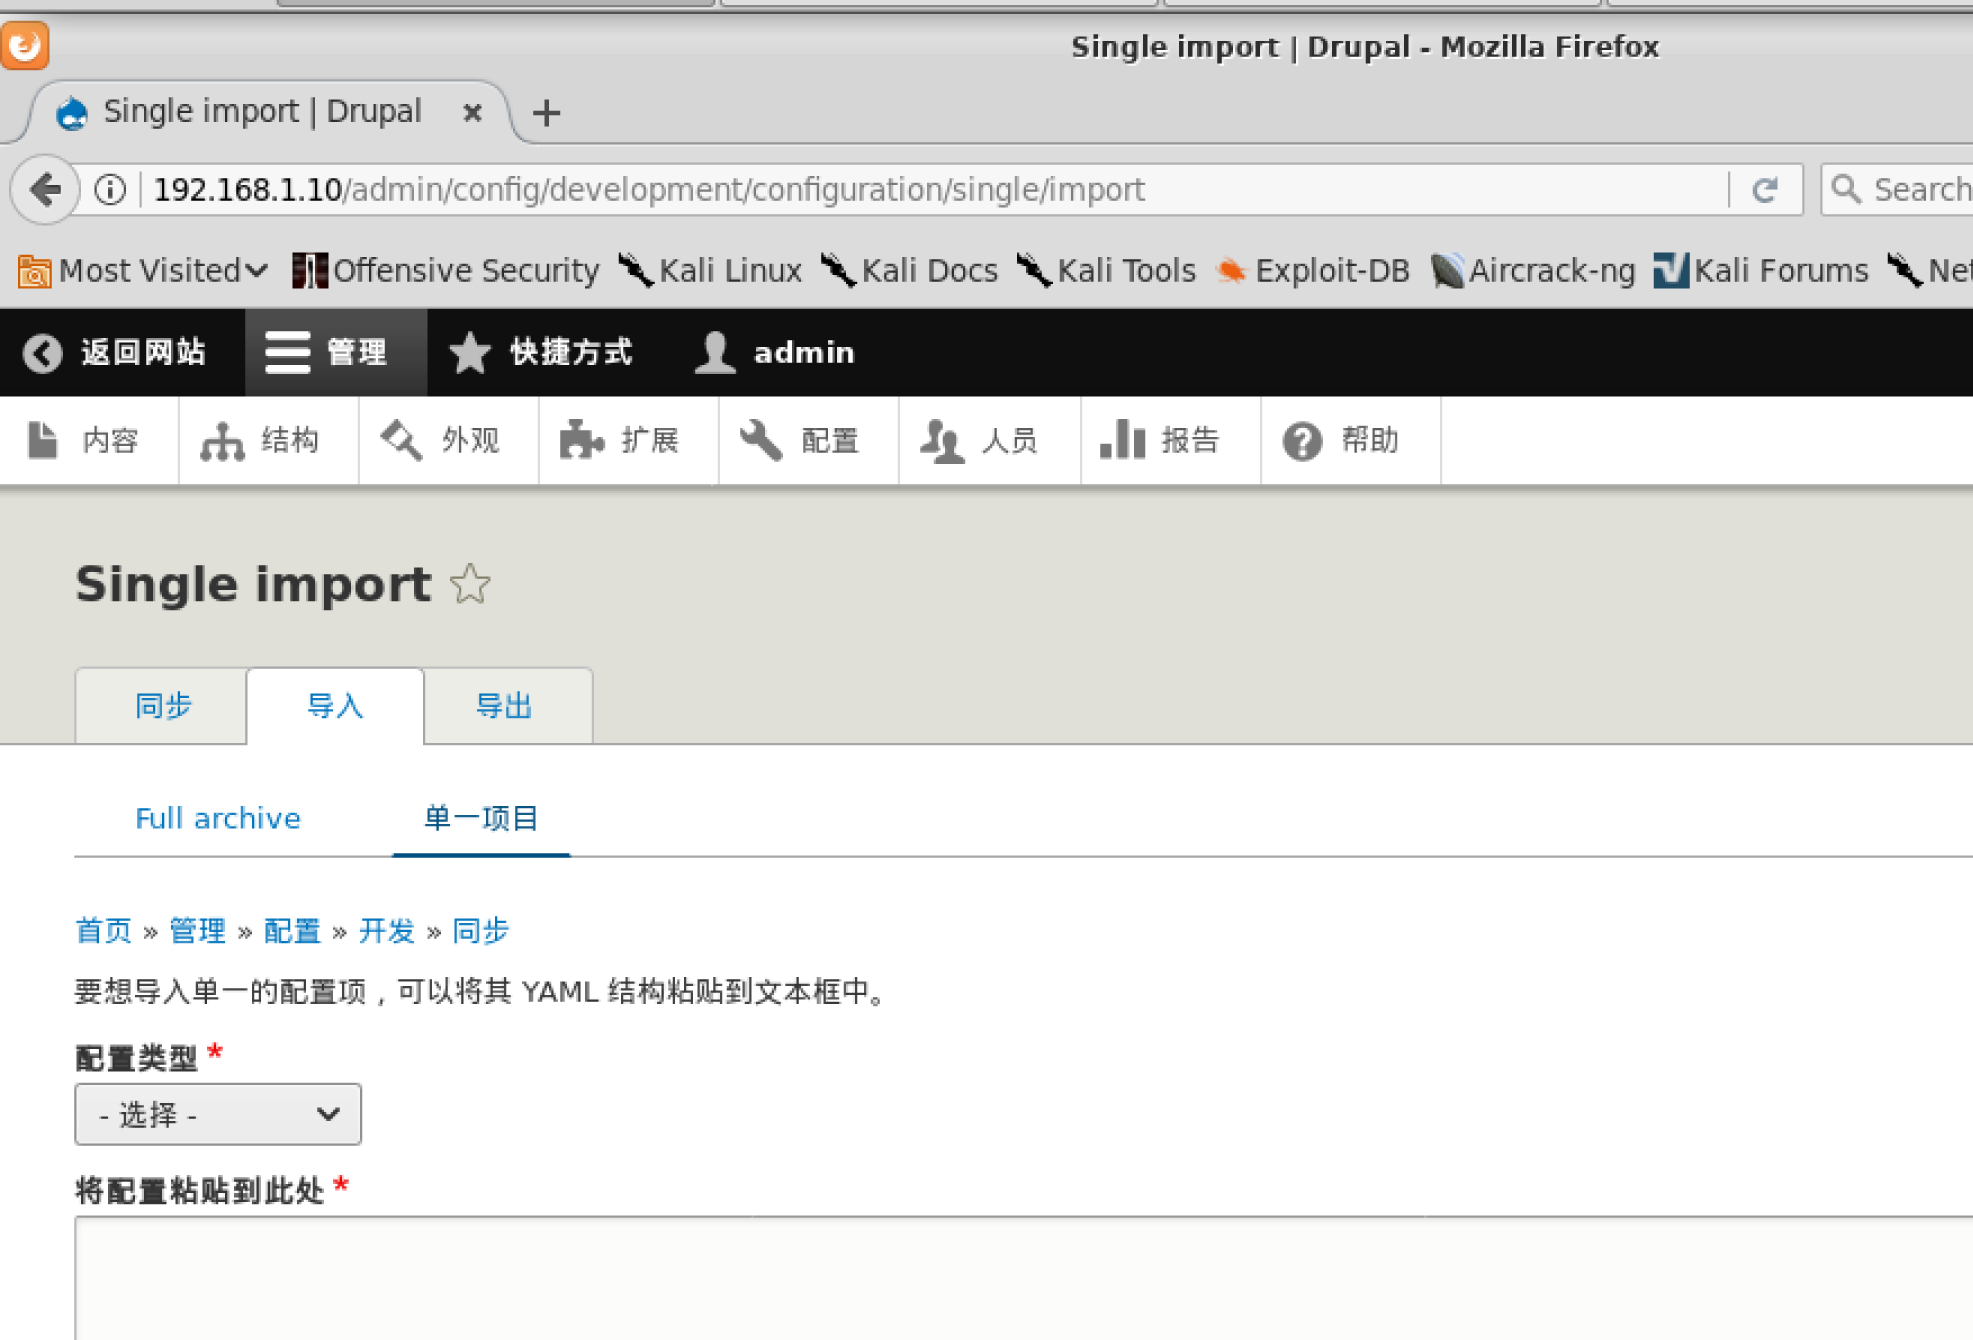 Single import | Drupal - Mozilla Firefox
Single import | Drupal
192.168.1.10/admin/config/development/configuration/single/import
Search
Most Visited Offensive Security Kali Linux Kali Docs Kali Tools Exploit-DB Aircrack-ng Kali Forums
返回网站 管理 快捷方式 admin
内容 结构 外观 扩展 配置 人员 报告 帮助
Single import
同步 导入 导出
Full archive 单一项目
首页 » 管理 » 配置 » 开发 » 同步
要想导入单一的配置项，可以将其 YAML 结构粘贴到文本框中。
配置类型 *
- 选择 -
将配置粘贴到此处 *